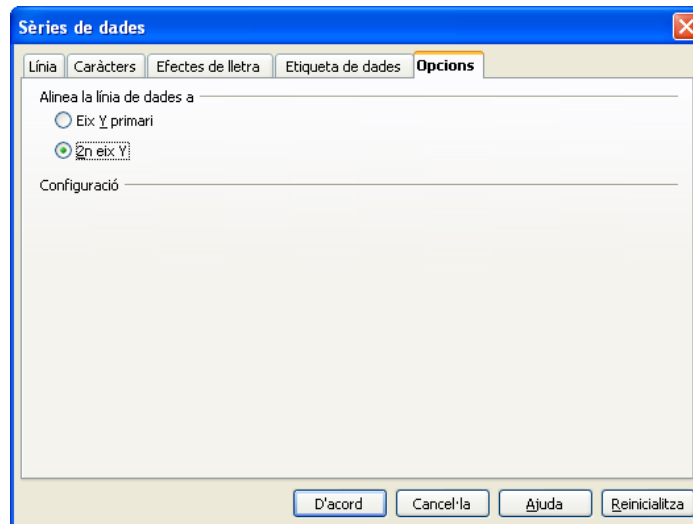 Sèries de dades
Línia Caràcters Efectes de lletra Etiqueta de dades Opcions
Alinea la línia de dades a
Eix Y primari
2n eix Y
Configuració
D'acord Cancel·la Ajuda Reinicialitza